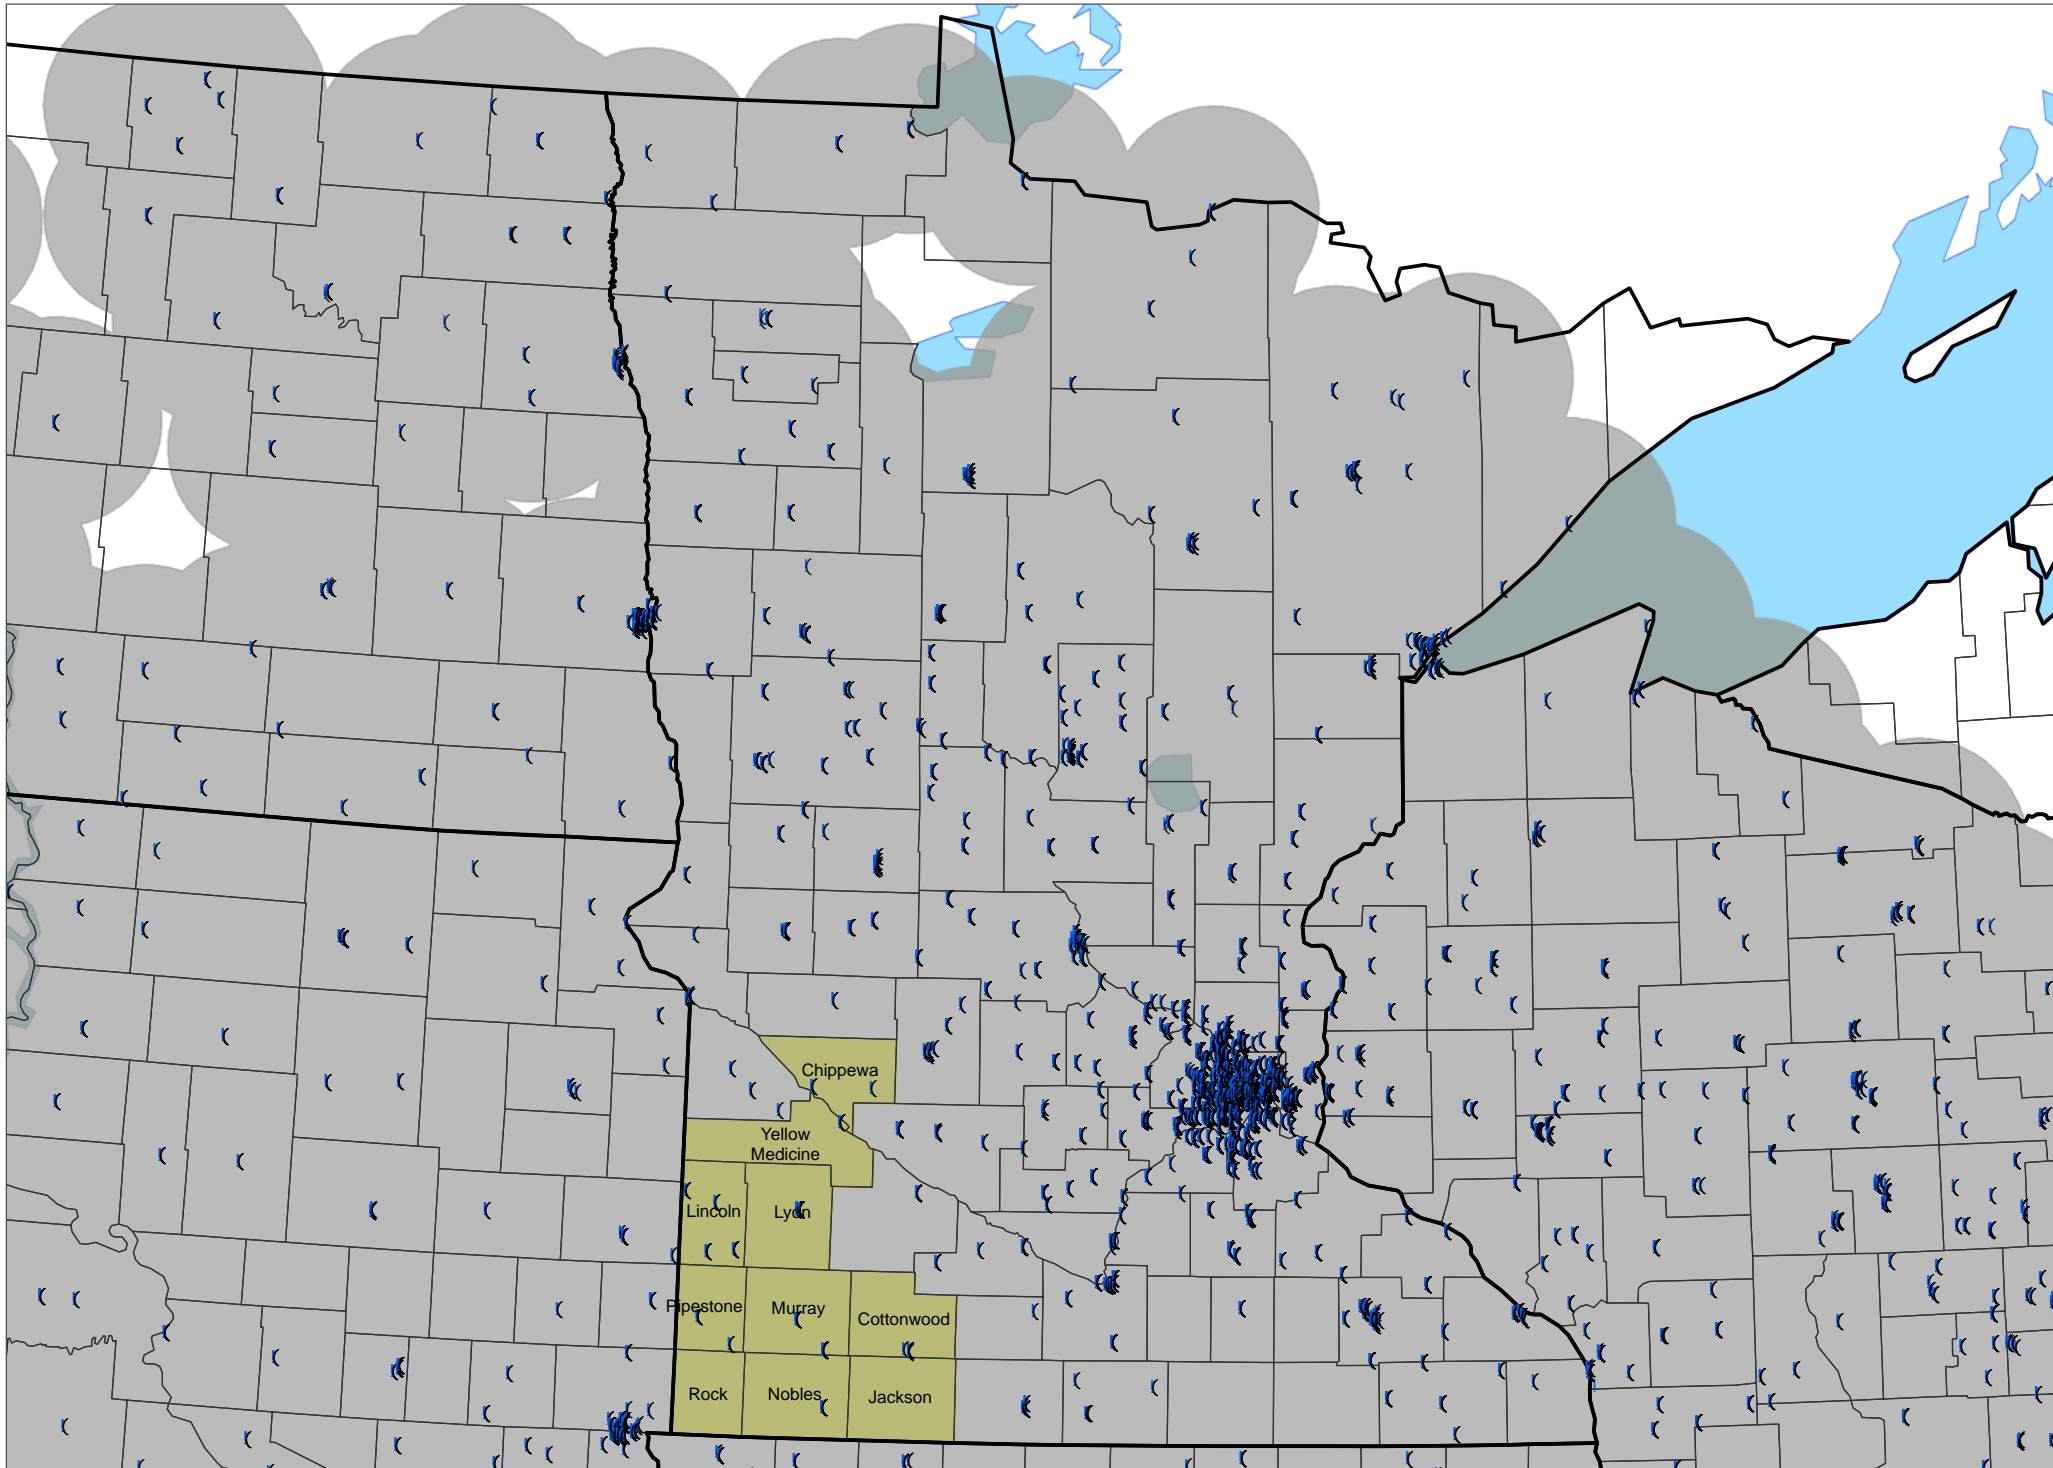 Chippewa
Yellow
Medicine
Lincoln
Lyon
Pipestone
Murray
Cottonwood
Rock
Nobles
Jackson